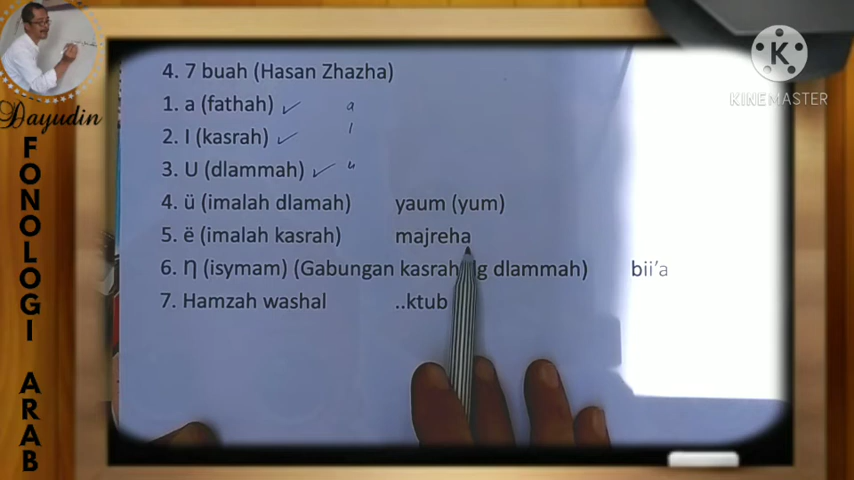 4. 7 buah (Hasan Zhazha)
1. a (fathah) ✓ a
2. I (kasrah) ✓ ı
3. U (dlammah) ✓ u
4. ü (imalah dlamah) yaum (yum)
5. ë (imalah kasrah) majreha
6. Ƞ (isymam) (Gabungan kasrah dg dlammah) bii’a
7. Hamzah washal ..ktub
Dayudin
FONOLOGI ARAB
K
KINEMASTER